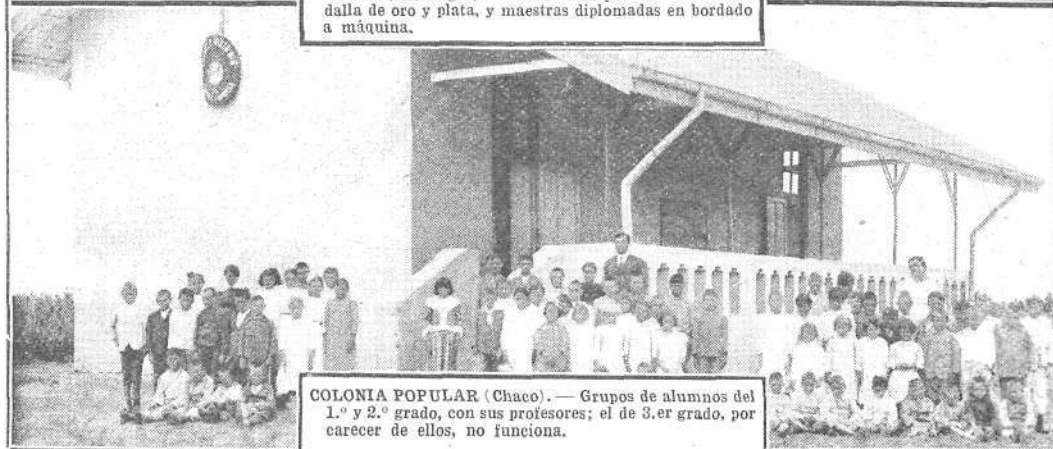 dalla de oro y plata, y maestras diplomadas en bordado
a máquina.
COLONIA POPULAR (Chaco). — Grupos de alumnos del
1.º y 2.º grado, con sus profesores; el de 3.er grado, por
carecer de ellos, no funciona.